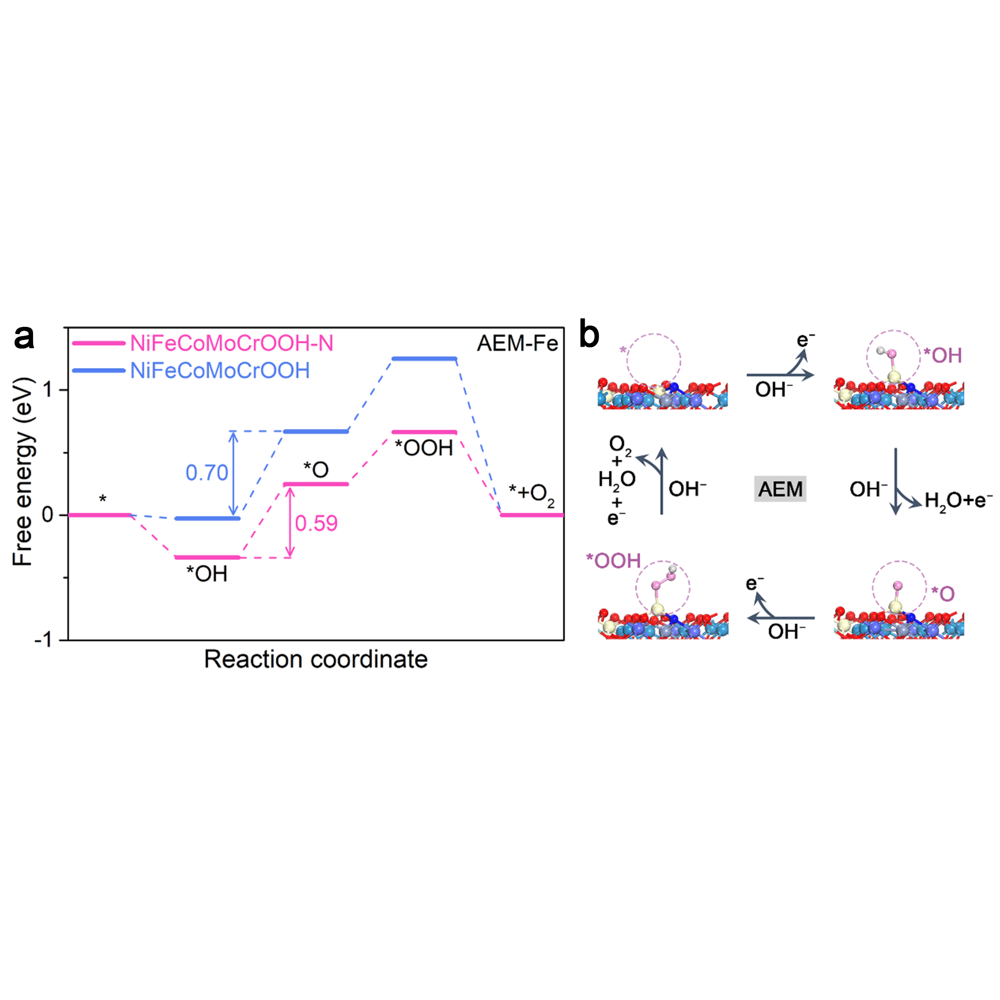 a
NiFeCoMoCrOOH-N
NiFeCoMoCrOOH
AEM-Fe
Free energy (eV)
1
0
-1
0.70
0.59
*
*OH
*O
*OOH
*+O₂
Reaction coordinate
b
*
e⁻
OH⁻
*OH
O₂
+
H₂O
+
e⁻
OH⁻
AEM
OH⁻
H₂O+e⁻
*OOH
e⁻
OH⁻
*O